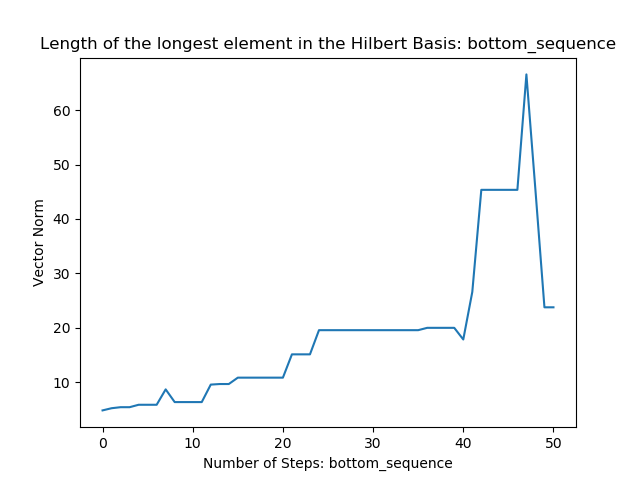 Length of the longest element in the Hilbert Basis: bottom_sequence
60
50
40
30
20
10
Vector Norm
0 10 20 30 40 50
Number of Steps: bottom_sequence